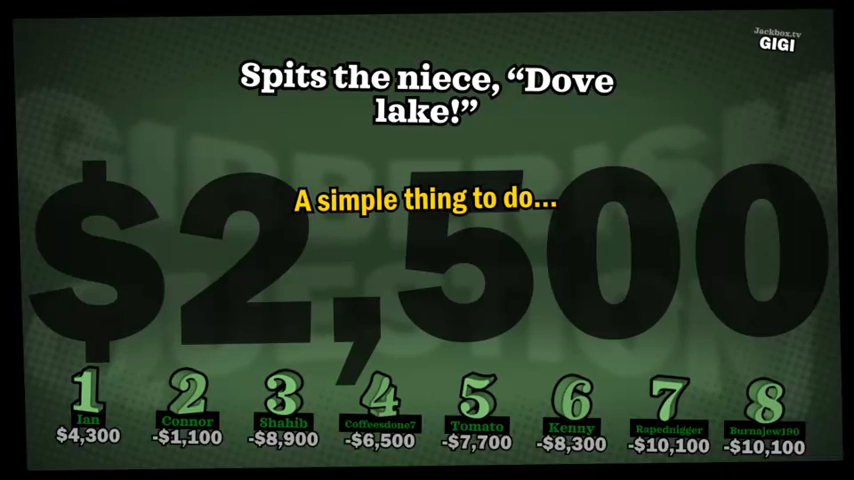 Jackbox.tv
GIGI
Spits the niece, “Dove
lake!”
A simple thing to do...
GIBBERISH
QUESTION
$2,500
1 2 3 4 5 6 7 8
Ian Connor Shahib Coffeesdone7 Tomato Kenny Rapednigger Burnajew190
$4,300 -$1,100 -$8,900 -$6,500 -$7,700 -$8,300 -$10,100 -$10,100